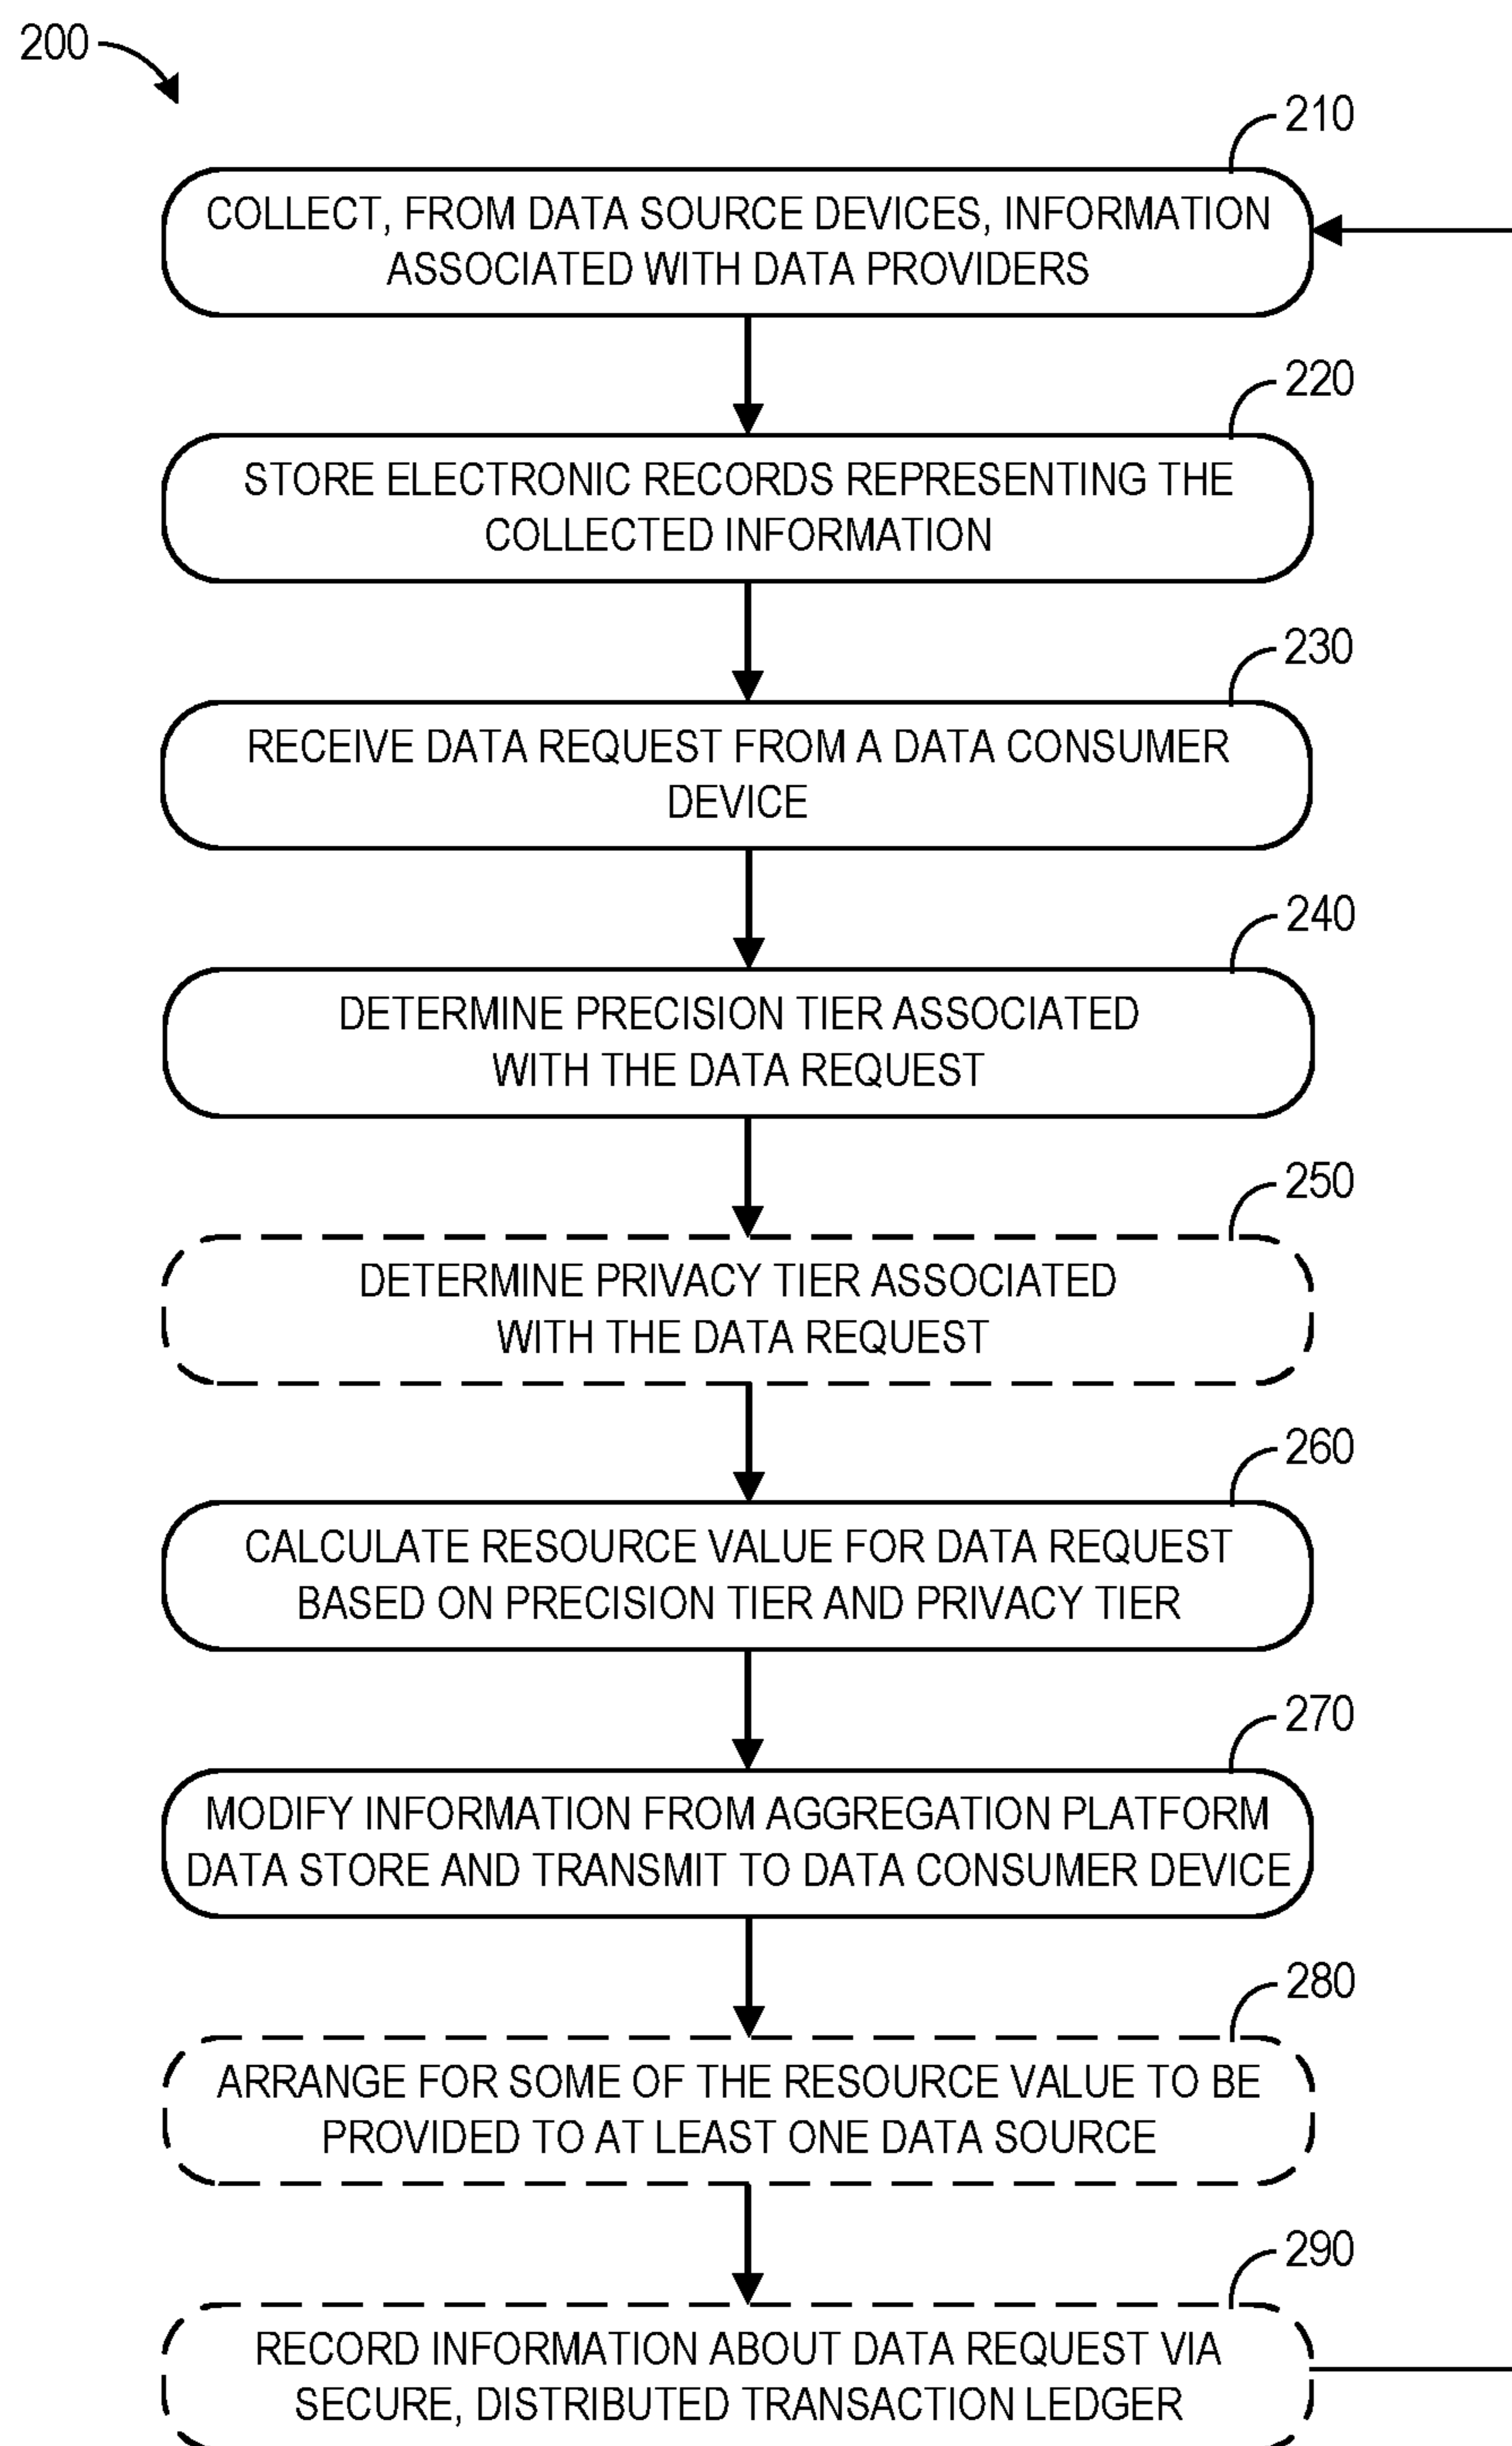 200
210
COLLECT, FROM DATA SOURCE DEVICES, INFORMATION
ASSOCIATED WITH DATA PROVIDERS
220
STORE ELECTRONIC RECORDS REPRESENTING THE
COLLECTED INFORMATION
230
RECEIVE DATA REQUEST FROM A DATA CONSUMER
DEVICE
240
DETERMINE PRECISION TIER ASSOCIATED
WITH THE DATA REQUEST
250
DETERMINE PRIVACY TIER ASSOCIATED
WITH THE DATA REQUEST
260
CALCULATE RESOURCE VALUE FOR DATA REQUEST
BASED ON PRECISION TIER AND PRIVACY TIER
270
MODIFY INFORMATION FROM AGGREGATION PLATFORM
DATA STORE AND TRANSMIT TO DATA CONSUMER DEVICE
280
ARRANGE FOR SOME OF THE RESOURCE VALUE TO BE
PROVIDED TO AT LEAST ONE DATA SOURCE
290
RECORD INFORMATION ABOUT DATA REQUEST VIA
SECURE, DISTRIBUTED TRANSACTION LEDGER